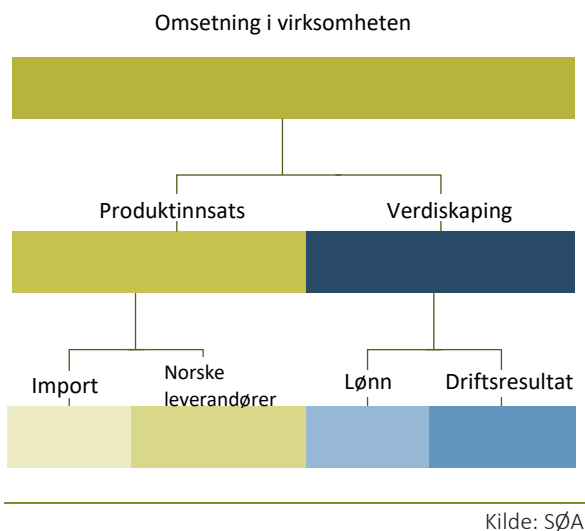 Omsetning i virksomheten
Produktinnsats
Verdiskaping
Import
Norske
leverandører
Lønn
Driftsresultat
Kilde: SØA